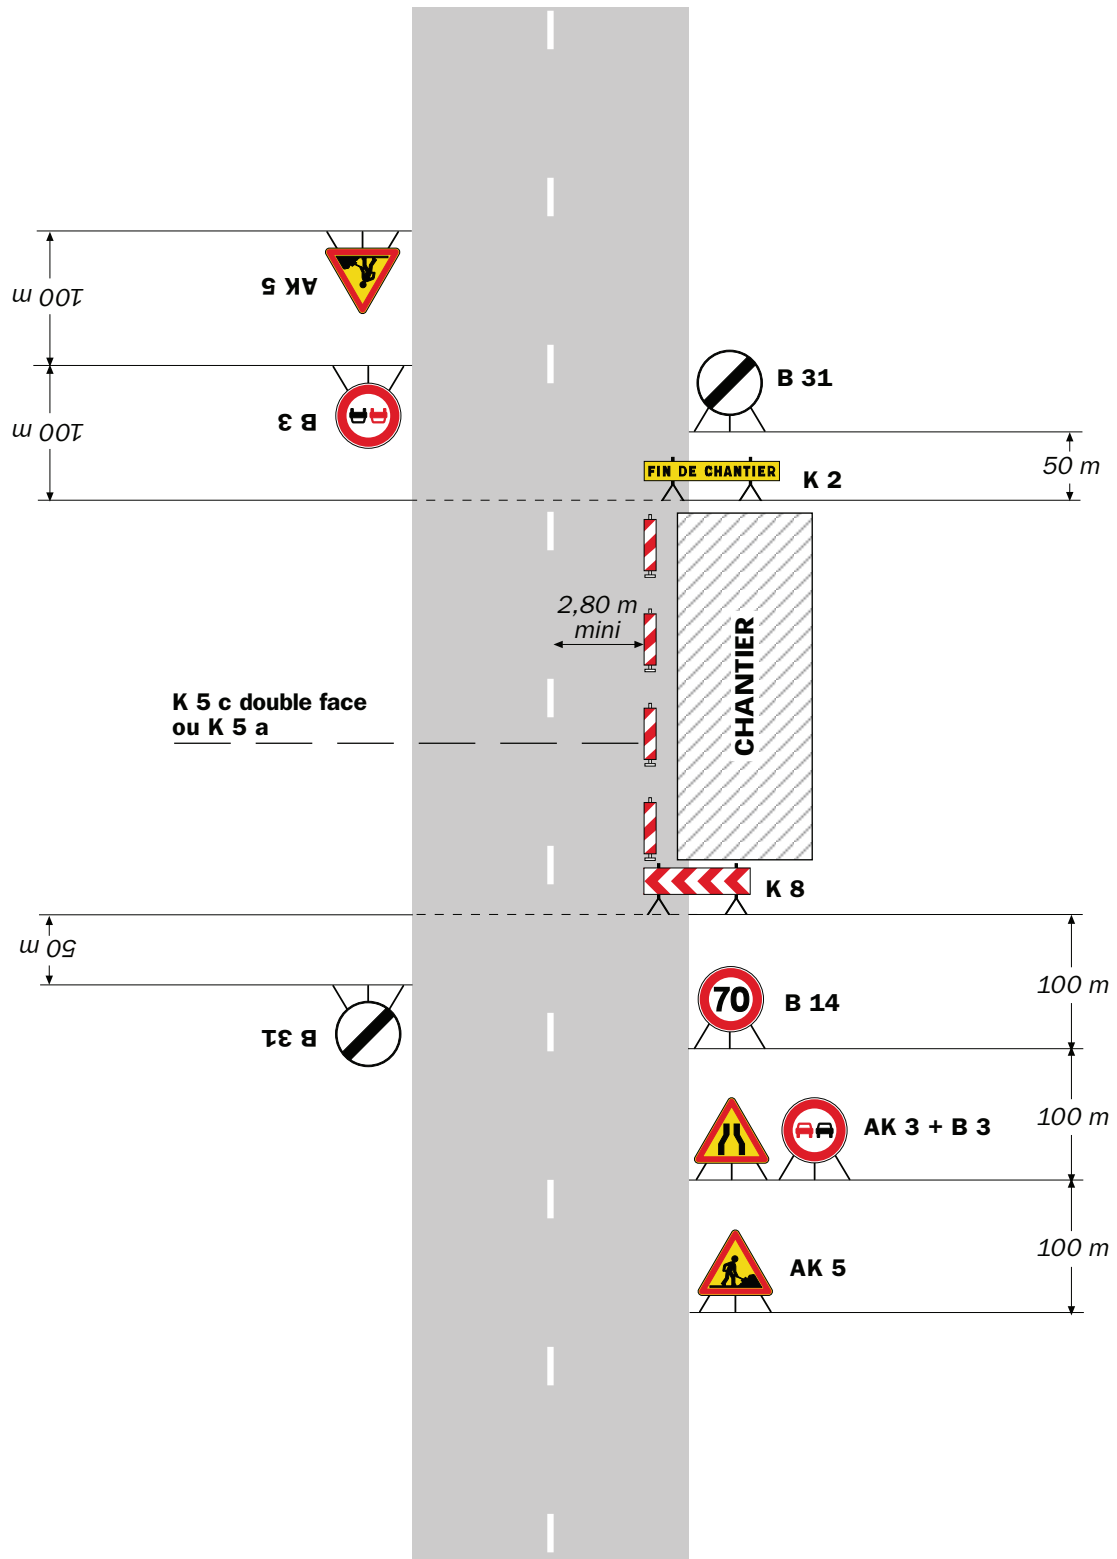 100 m
AK 5
100 m
B 3
B 31
50 m
FIN DE CHANTIER
K 2
2,80 m
mini
CHANTIER
K 5 c double face
ou K 5 a
K 8
50 m
B 31
70
B 14
100 m
AK 3 + B 3
100 m
AK 5
100 m